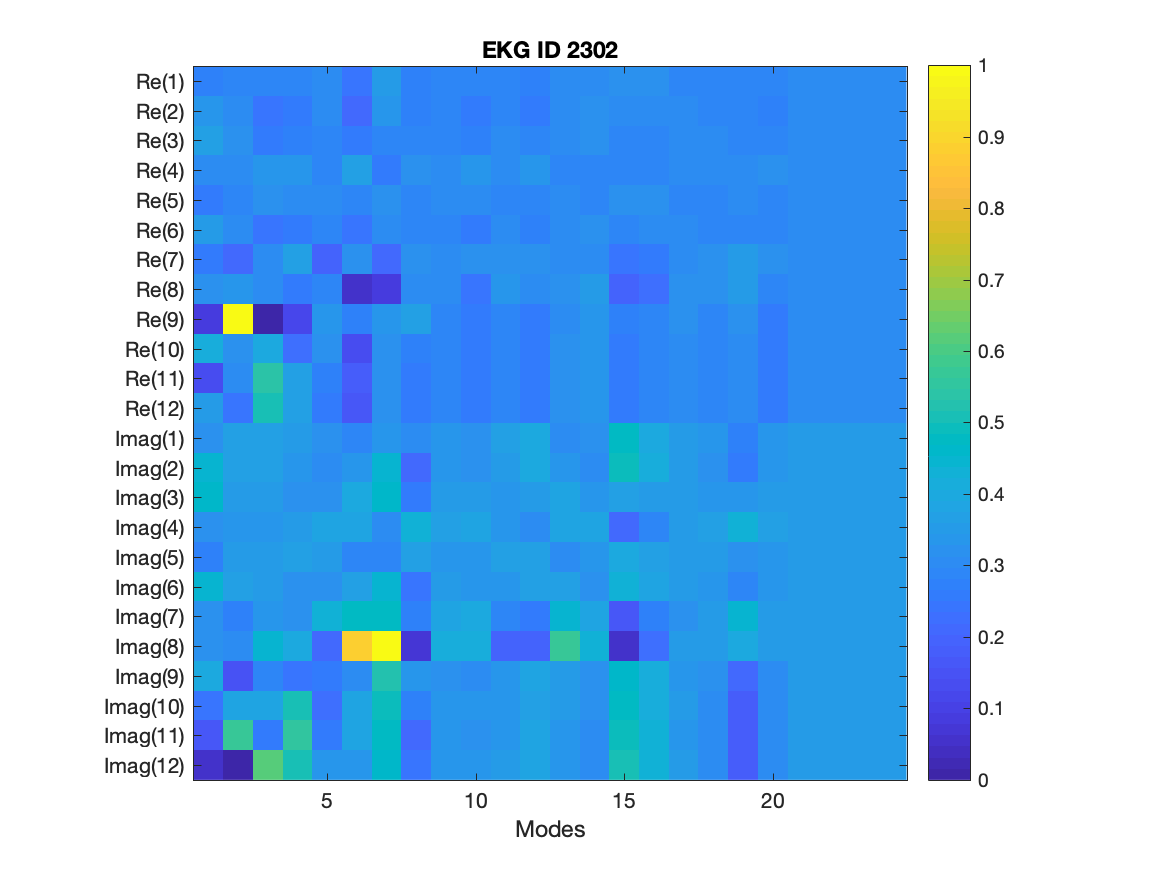 EKG ID 2302
Re(1)
Re(2)
Re(3)
Re(4)
Re(5)
Re(6)
Re(7)
Re(8)
Re(9)
Re(10)
Re(11)
Re(12)
Imag(1)
Imag(2)
Imag(3)
Imag(4)
Imag(5)
Imag(6)
Imag(7)
Imag(8)
Imag(9)
Imag(10)
Imag(11)
Imag(12)
5 10 15 20
Modes
1
0.9
0.8
0.7
0.6
0.5
0.4
0.3
0.2
0.1
0